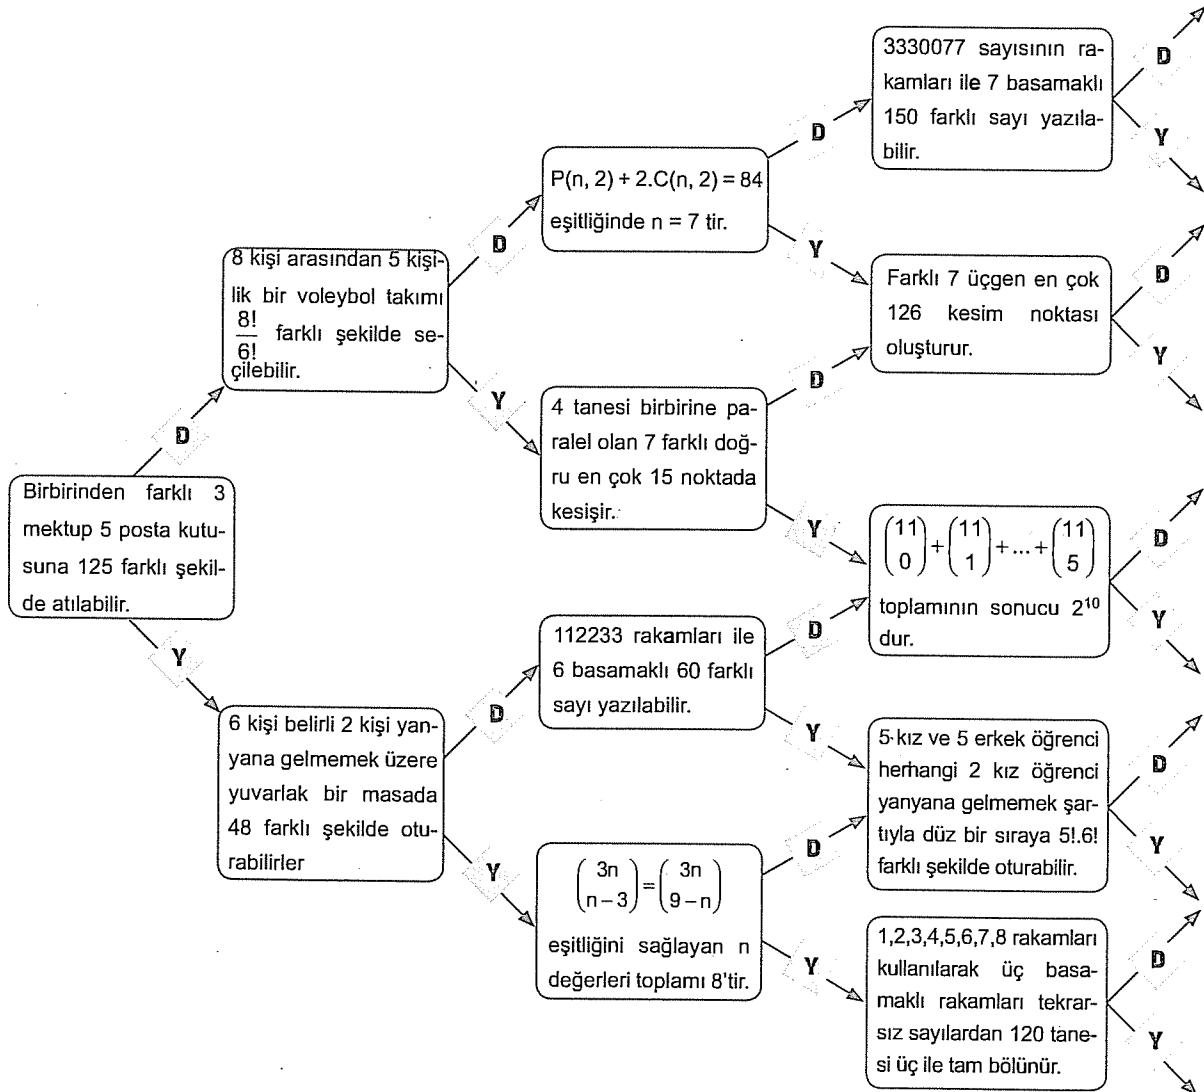 Birbirinden farklı 3
mektup 5 posta kutu-
suna 125 farklı şekil-
de atılabilir.
D
Y
8 kişi arasından 5 kişi-
lik bir voleybol takımı
8!/6! farklı şekilde se-
çilebilir.
D
Y
6 kişi belirli 2 kişi yan-
yana gelmemek üzere
yuvarlak bir masada
48 farklı şekilde otu-
rabilirler
D
Y
P(n, 2) + 2.C(n, 2) = 84
eşitliğinde n = 7 tir.
D
Y
4 tanesi birbirine pa-
ralel olan 7 farklı doğ-
ru en çok 15 noktada
kesişir.
D
Y
112233 rakamları ile
6 basamaklı 60 farklı
sayı yazılabilir.
D
Y
(3n n–3) = (3n 9–n)
eşitliğini sağlayan n
değerleri toplamı 8'tir.
D
Y
3330077 sayısının ra-
kamları ile 7 basamaklı
150 farklı sayı yazıla-
bilir.
D
Y
Farklı 7 üçgen en çok
126 kesim noktası
oluşturur.
D
Y
(11 0) + (11 1) + ... + (11 5)
toplamının sonucu 2¹⁰
dur.
D
Y
5 kız ve 5 erkek öğrenci
herhangi 2 kız öğrenci
yanyana gelmemek şar-
tıyla düz bir sıraya 5!.6!
farklı şekilde oturabilir.
D
Y
1,2,3,4,5,6,7,8 rakamları
kullanılarak üç basa-
maklı rakamları tekrar-
sız sayılardan 120 tane-
si üç ile tam bölünür.
D
Y